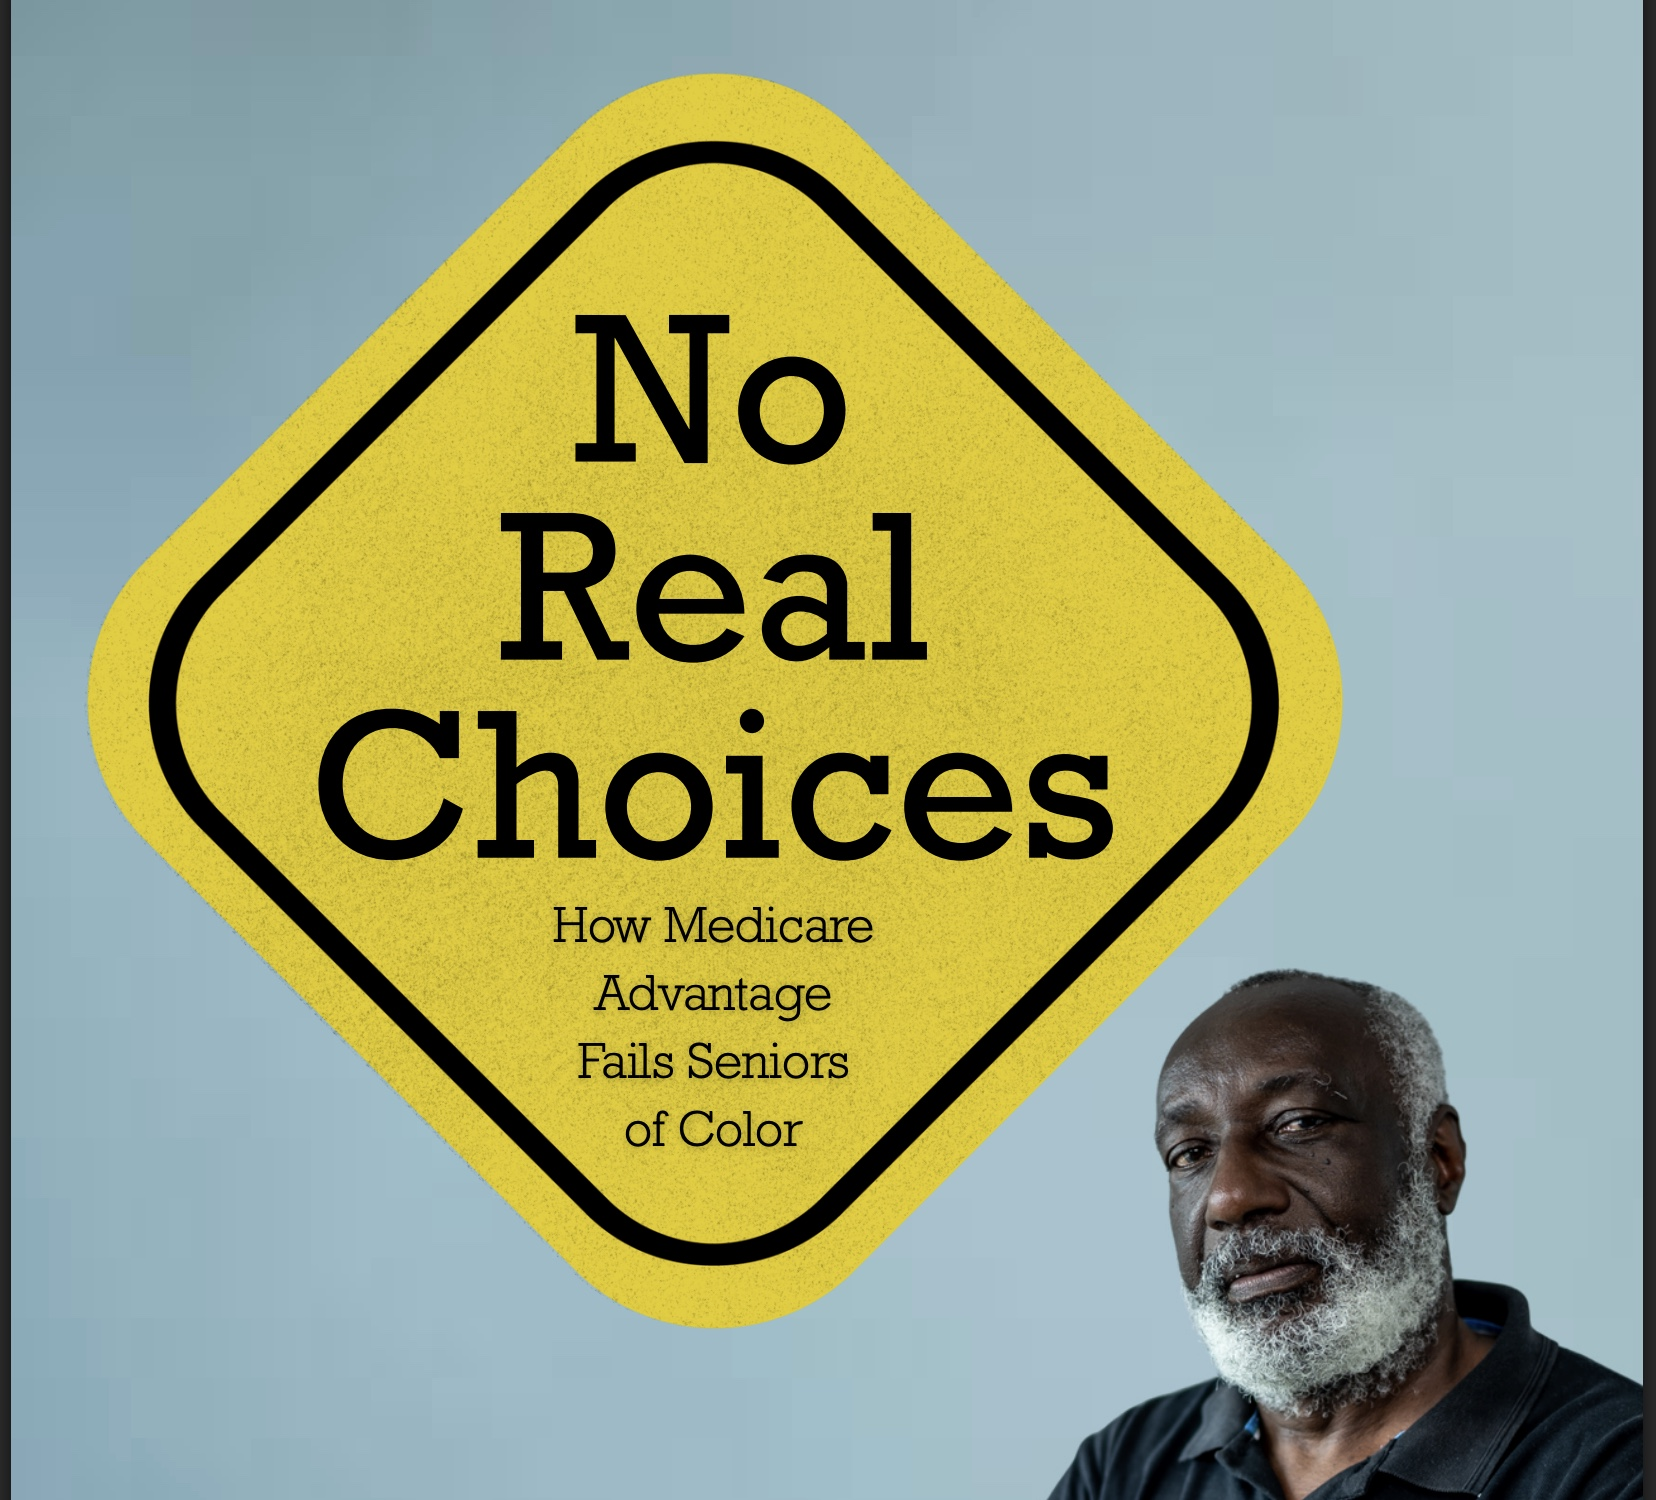 No
Real
Choices
How Medicare
Advantage
Fails Seniors
of Color